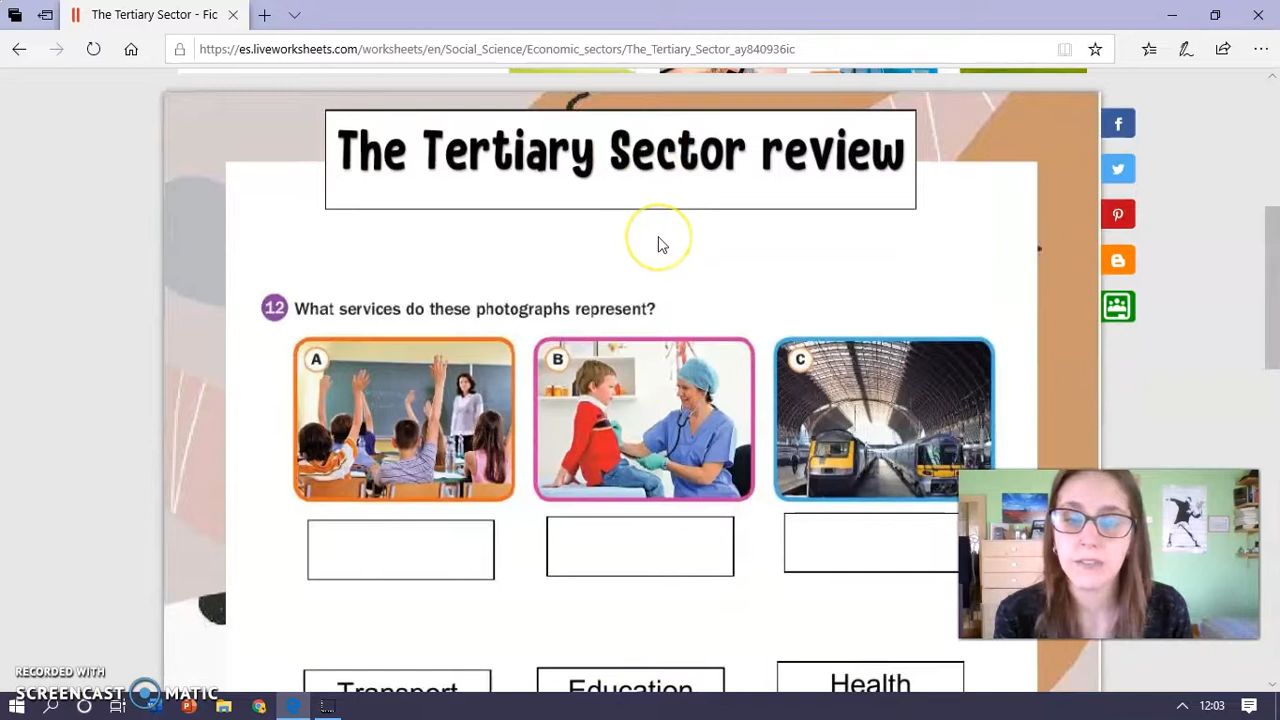 The Tertiary Sector - Fic
https://es.liveworksheets.com/worksheets/en/Social_Science/Economic_sectors/The_Tertiary_Sector_ay840936ic
The Tertiary Sector review
12 What services do these photographs represent?
A
B
C
Transport
Education
Health
RECORDED WITH
SCREENCAST MATIC
12:03